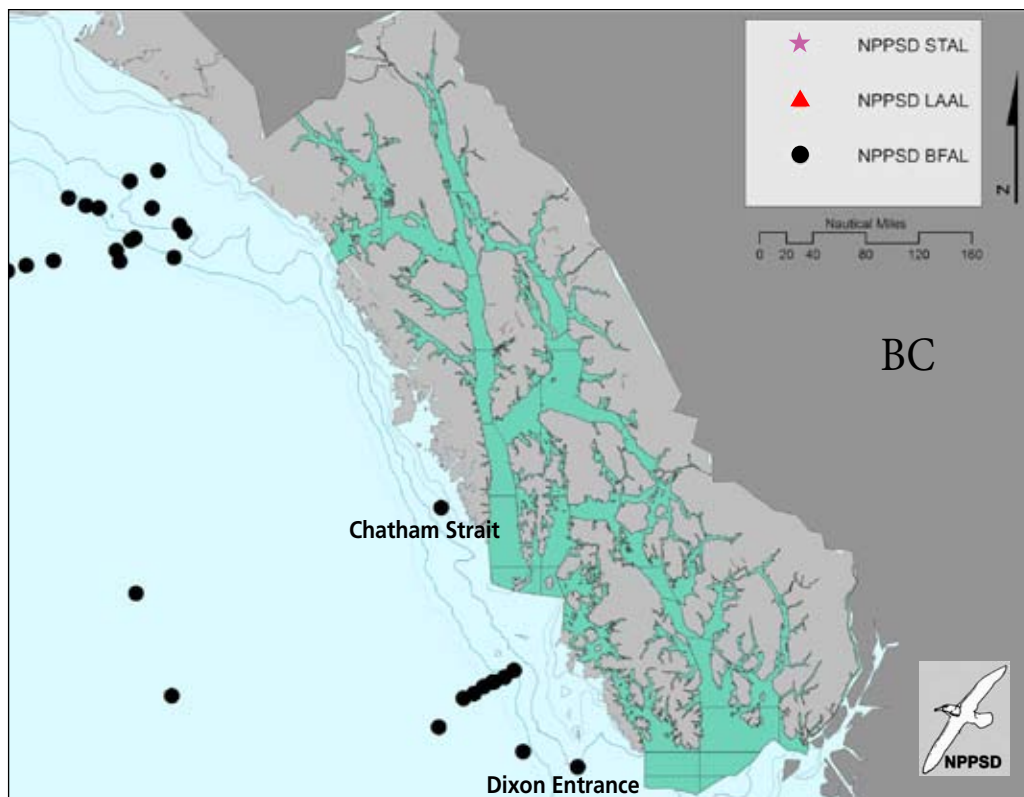 NPPSD STAL
NPPSD LAAL
NPPSD BFAL
N
Nautical Miles
0 20 40 80 120 160
BC
Chatham Strait
Dixon Entrance
NPPSD